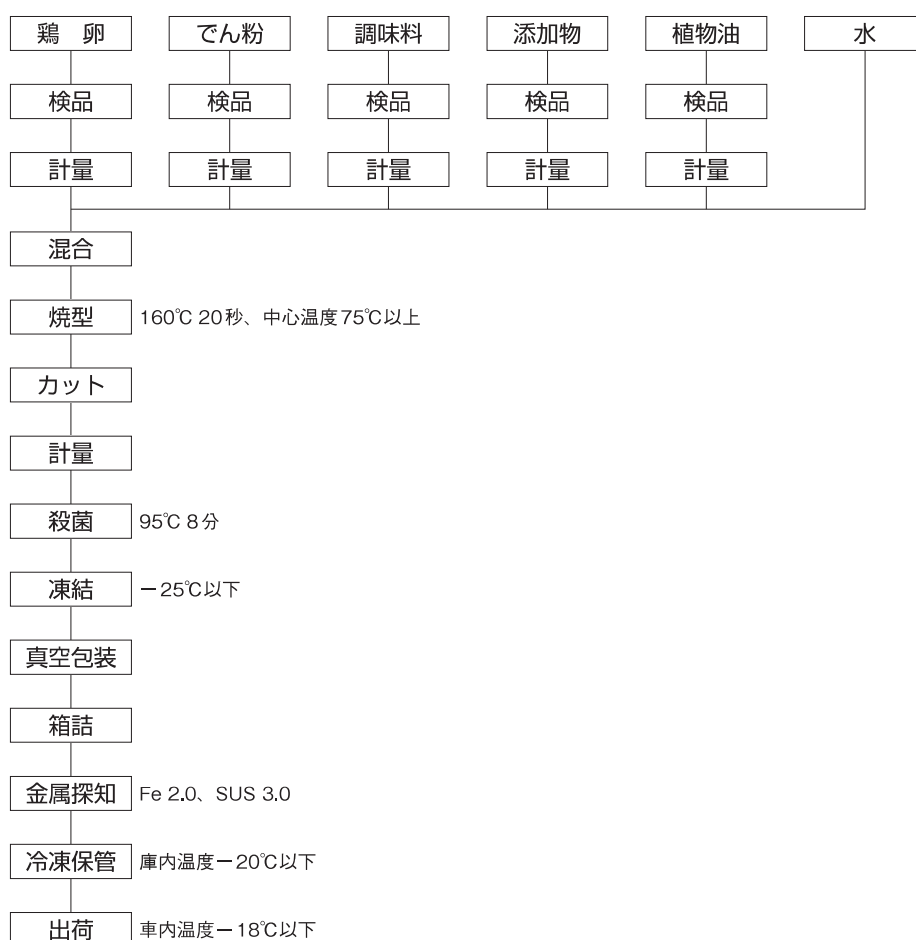 鶏　卵 でん粉 調味料 添加物 植物油 水
検品 検品 検品 検品 検品
計量 計量 計量 計量 計量
混合
焼型 160℃ 20秒、中心温度75℃以上
カット
計量
殺菌 95℃ 8分
凍結 －25℃以下
真空包装
箱詰
金属探知 Fe 2.0、SUS 3.0
冷凍保管 庫内温度－20℃以下
出荷 車内温度－18℃以下